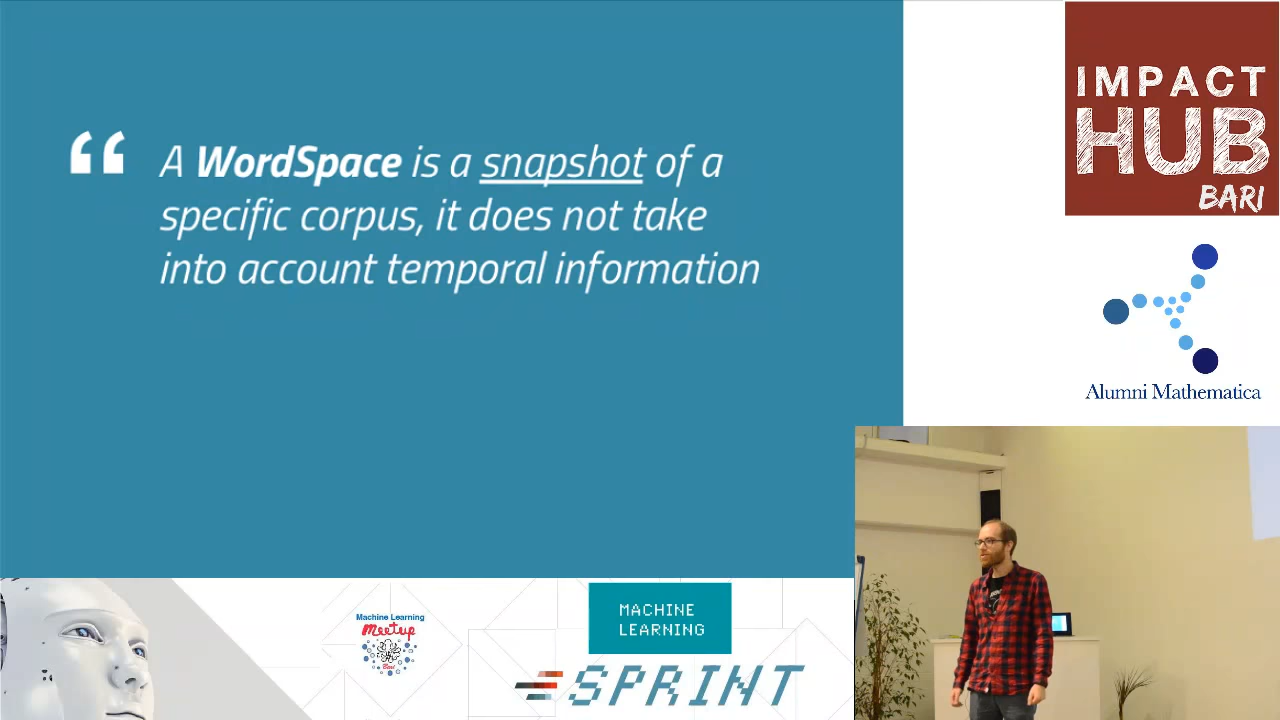 “ A WordSpace is a snapshot of a
specific corpus, it does not take
into account temporal information
IMPACT
HUB
BARI
Alumni Mathematica
Machine Learning
meetup
Bari
MACHINE
LEARNING
SPRINT